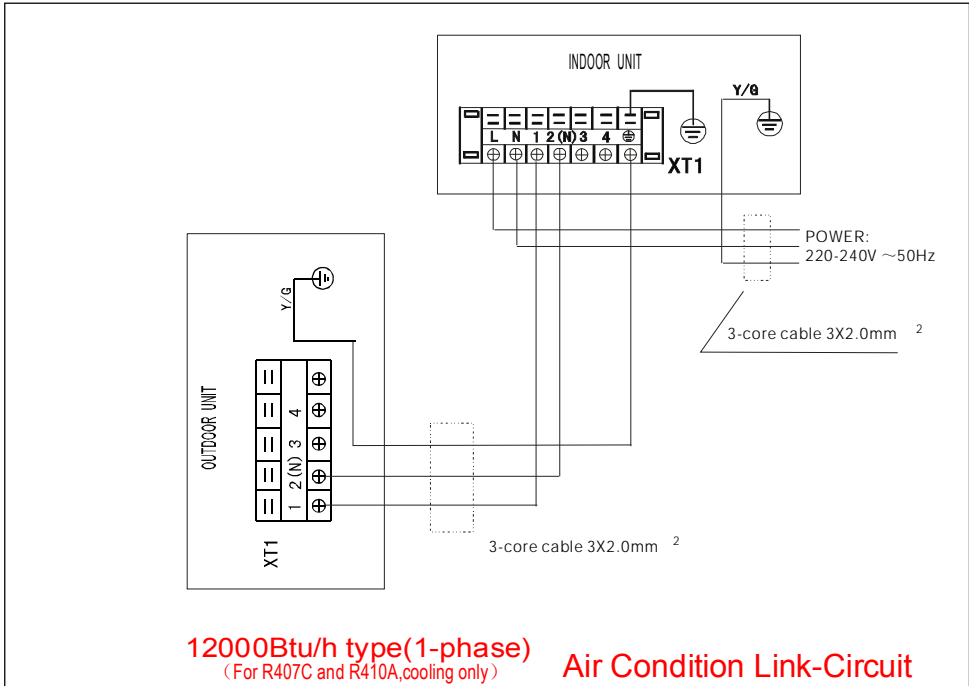 INDOOR UNIT
Y/G
L N 1 2(N) 3 4
XT1
POWER:
220-240V ～50Hz
3-core cable 3X2.0mm 2
Y/G
OUTDOOR UNIT
1 2(N) 3 4
XT1
3-core cable 3X2.0mm 2
12000Btu/h type(1-phase)
(For R407C and R410A,cooling only)
Air Condition Link-Circuit